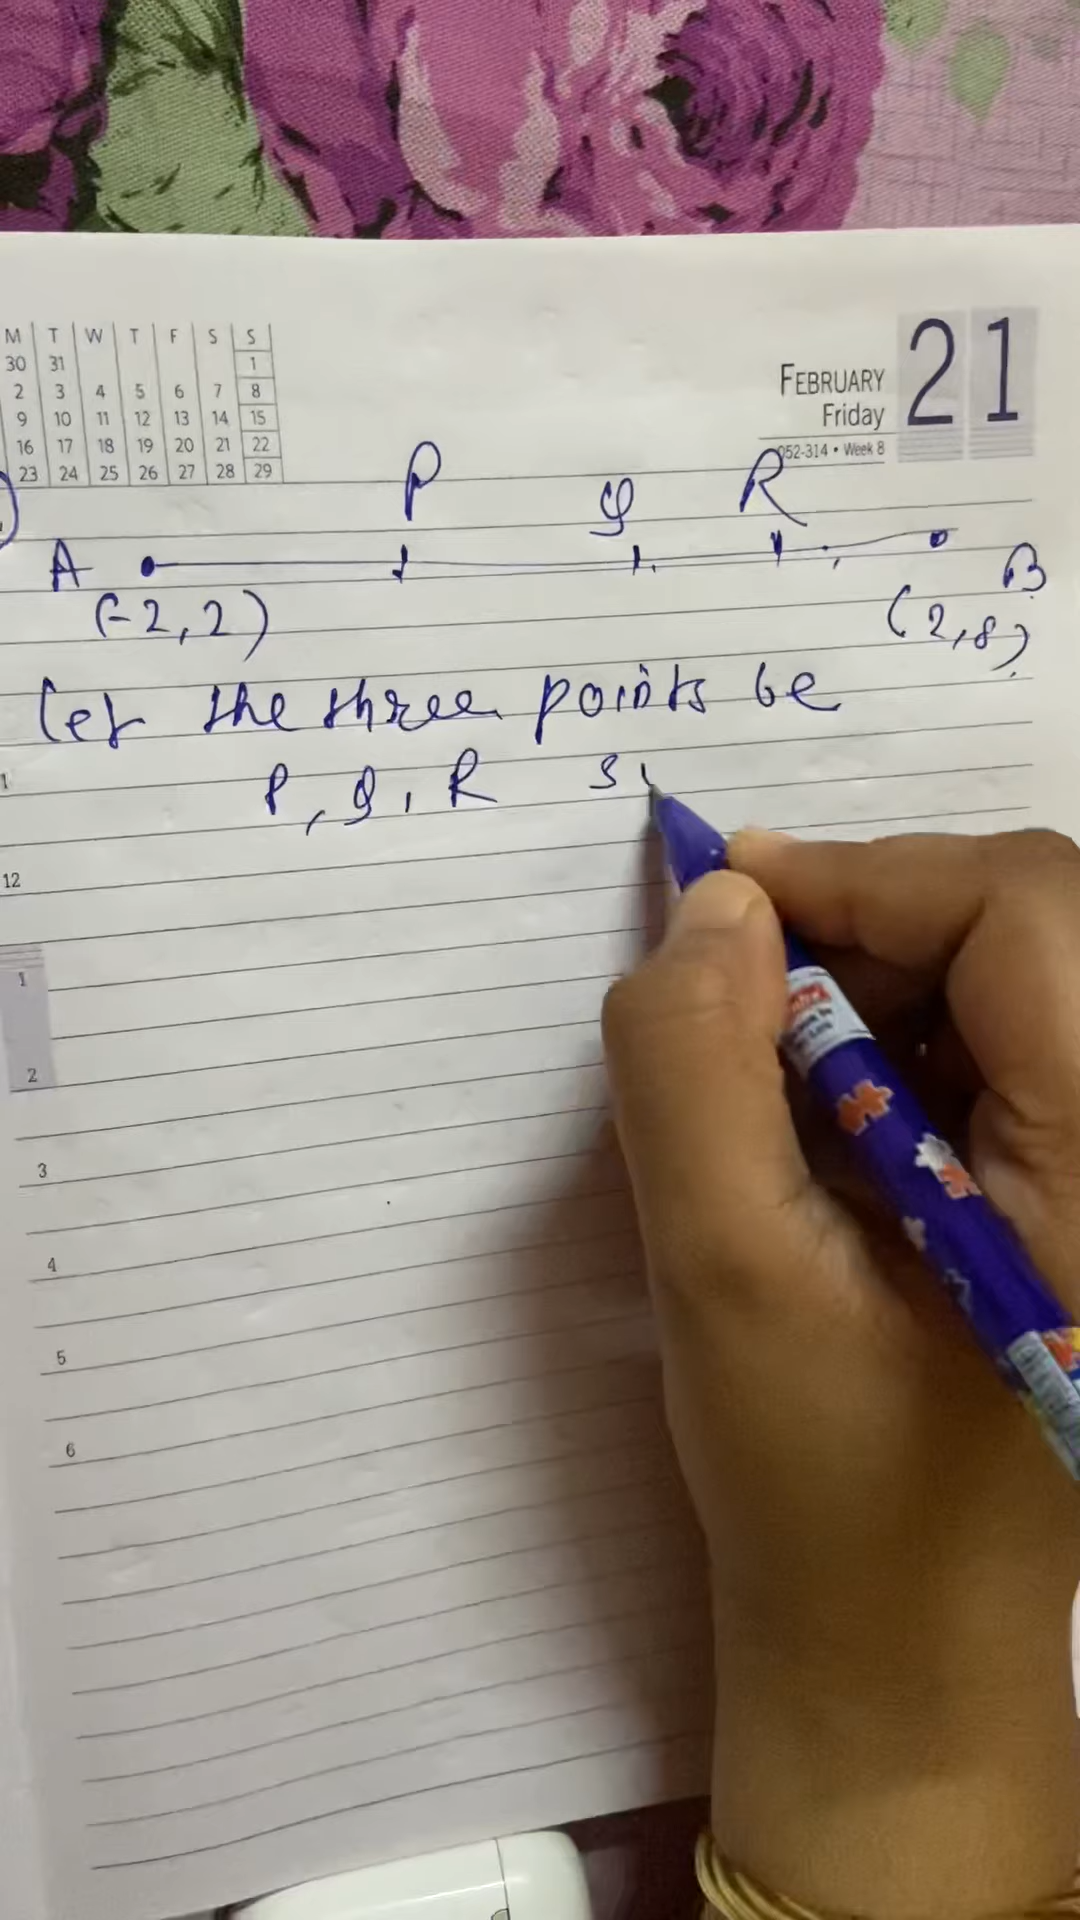 M T W T F S S
30 31 1
2 3 4 5 6 7 8
9 10 11 12 13 14 15
16 17 18 19 20 21 22
23 24 25 26 27 28 29
FEBRUARY
Friday
21
052-314 • Week 8
P Q R
A B
(-2, 2) (2, 8)
Let the three points be
P, Q, R
12
1
2
3
4
5
6